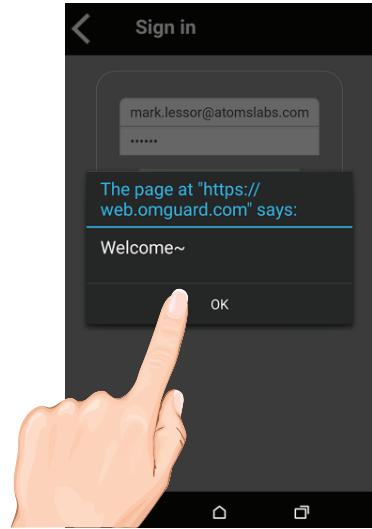 Sign in
mark.lessor@atomslabs.com
••••••
The page at "https://
web.omguard.com" says:
Welcome~
OK